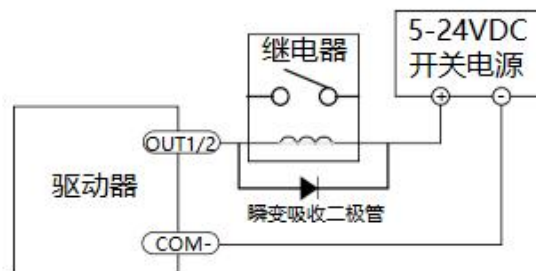 5-24VDC
开关电源
+
-
继电器
OUT1/2
驱动器
瞬变吸收二极管
COM-